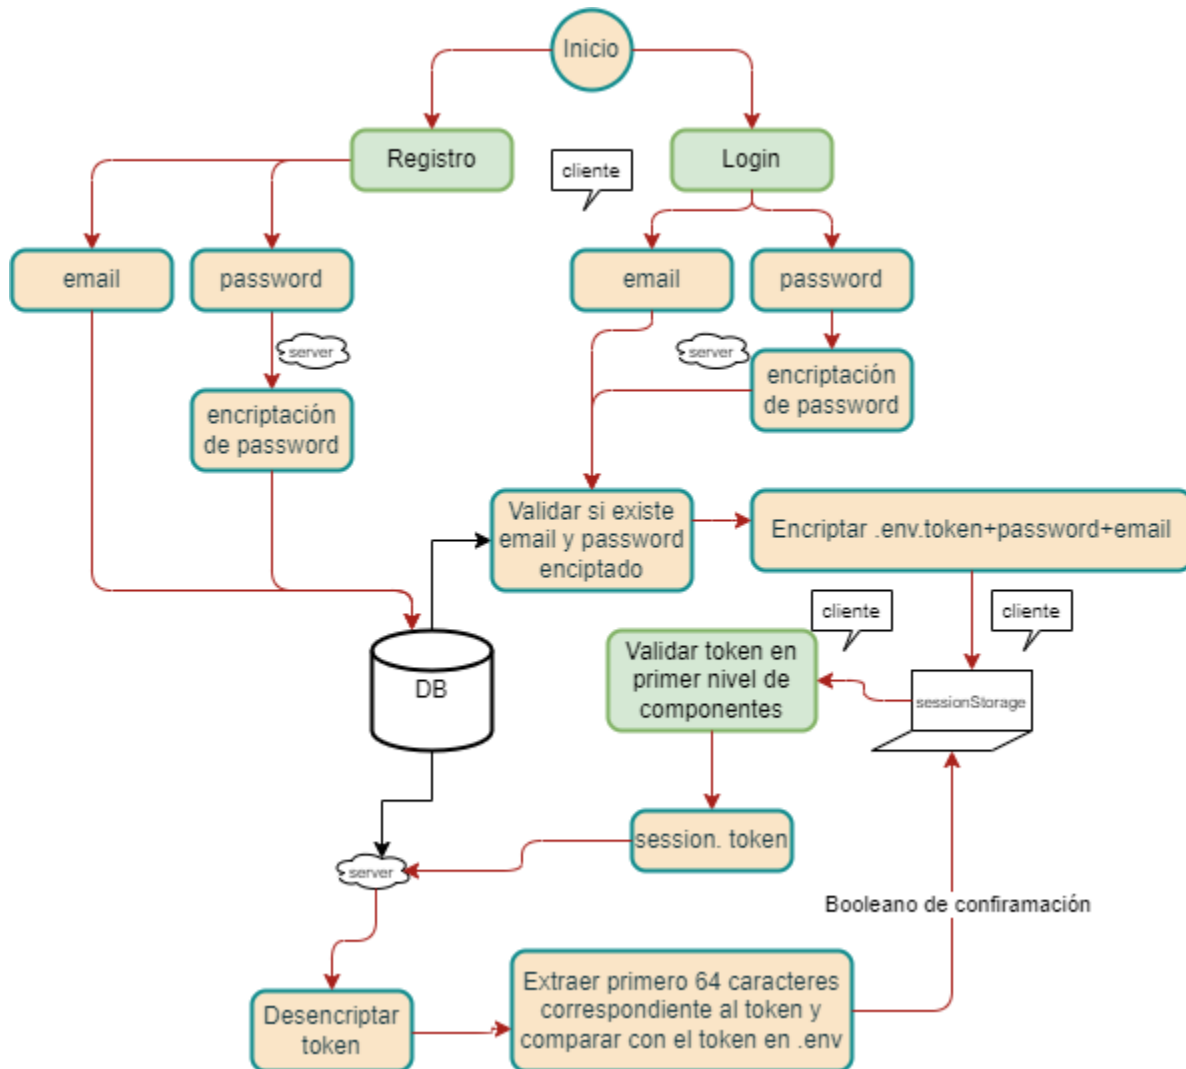 Inicio
Registro
Login
cliente
email
password
email
password
server
server
encriptación
de password
encriptación
de password
Validar si existe
email y password
enciptado
Encriptar .env.token+password+email
cliente
cliente
Validar token en
primer nivel de
componentes
DB
sessionStorage
session. token
server
Booleano de confiramación
Desencriptar
token
Extraer primero 64 caracteres
correspondiente al token y
comparar con el token en .env